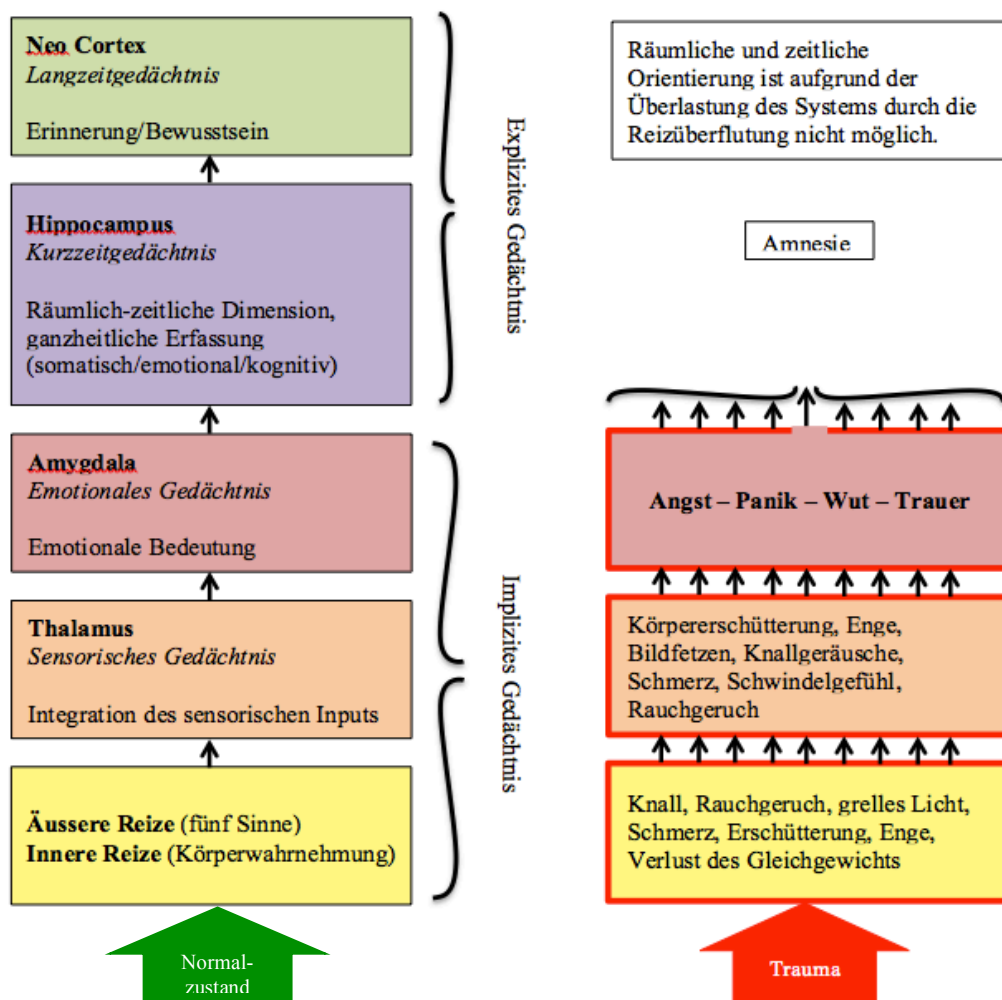 Neo Cortex
Langzeitgedächtnis
Erinnerung/Bewusstsein
Hippocampus
Kurzzeitgedächtnis
Räumlich-zeitliche Dimension,
ganzheitliche Erfassung
(somatisch/emotional/kognitiv)
Amygdala
Emotionales Gedächtnis
Emotionale Bedeutung
Thalamus
Sensorisches Gedächtnis
Integration des sensorischen Inputs
Äussere Reize (fünf Sinne)
Innere Reize (Körperwahrnehmung)
Normal-
zustand
Explizites Gedächtnis
Implizites Gedächtnis
Räumliche und zeitliche
Orientierung ist aufgrund der
Überlastung des Systems durch die
Reizüberflutung nicht möglich.
Amnesie
Angst – Panik – Wut – Trauer
Körpererschütterung, Enge,
Bildfetzen, Knallgeräusche,
Schmerz, Schwindelgefühl,
Rauchgeruch
Knall, Rauchgeruch, grelles Licht,
Schmerz, Erschütterung, Enge,
Verlust des Gleichgewichts
Trauma